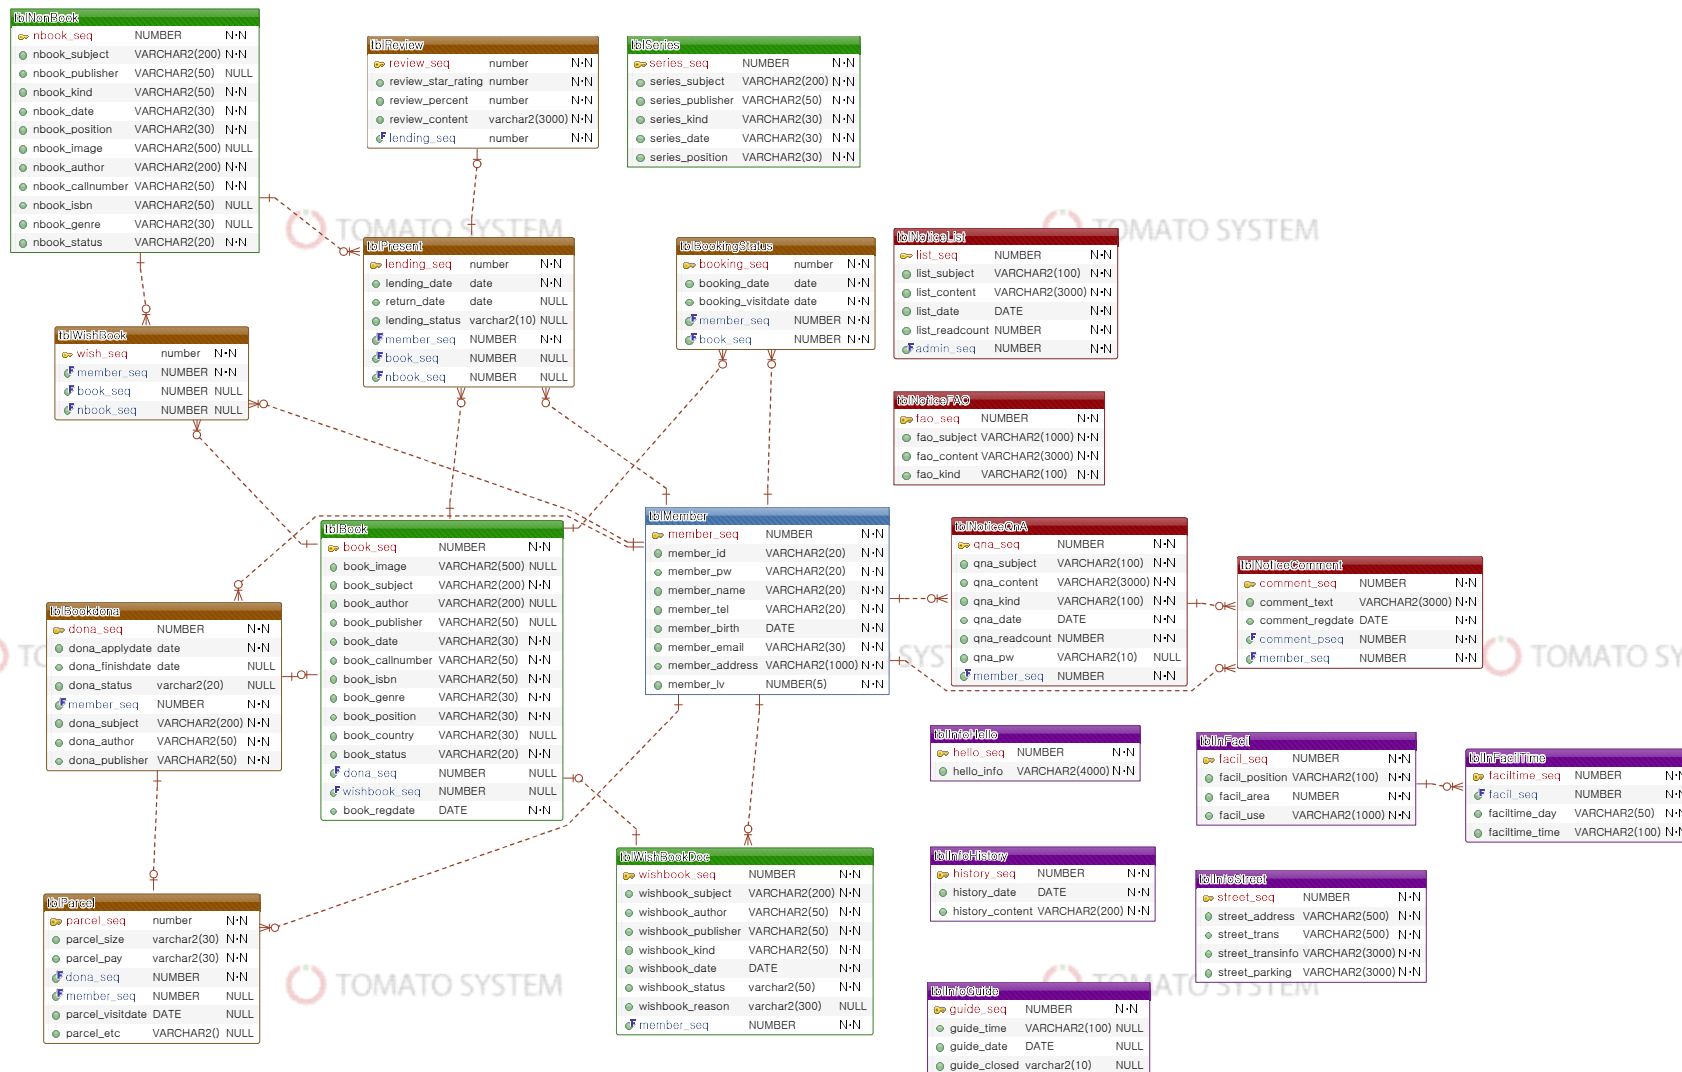 tblNonBook
nbook_seq NUMBER N-N
nbook_subject VARCHAR2(200) N-N
nbook_publisher VARCHAR2(50) NULL
nbook_kind VARCHAR2(50) N-N
nbook_date VARCHAR2(30) N-N
nbook_position VARCHAR2(30) N-N
nbook_image VARCHAR2(500) NULL
nbook_author VARCHAR2(200) N-N
nbook_callnumber VARCHAR2(50) N-N
nbook_isbn VARCHAR2(50) NULL
nbook_genre VARCHAR2(30) NULL
nbook_status VARCHAR2(20) N-N
tblReview
review_seq number N-N
review_star_rating number N-N
review_percent number N-N
review_content varchar2(3000) N-N
lending_seq number N-N
tblSeries
series_seq NUMBER N-N
series_subject VARCHAR2(200) N-N
series_publisher VARCHAR2(50) N-N
series_kind VARCHAR2(30) N-N
series_date VARCHAR2(30) N-N
series_position VARCHAR2(30) N-N
TOMATO SYSTEM
TOMATO SYSTEM
tblPresent
lending_seq number N-N
lending_date date N-N
return_date date NULL
lending_status varchar2(10) NULL
member_seq NUMBER N-N
book_seq NUMBER NULL
nbook_seq NUMBER NULL
tblBookingStatus
booking_seq number N-N
booking_date date N-N
booking_visitdate date N-N
member_seq NUMBER N-N
book_seq NUMBER N-N
tblNoticeList
list_seq NUMBER N-N
list_subject VARCHAR2(100) N-N
list_content VARCHAR2(3000) N-N
list_date DATE N-N
list_readcount NUMBER N-N
admin_seq NUMBER N-N
tblWishBook
wish_seq number N-N
member_seq NUMBER N-N
book_seq NUMBER NULL
nbook_seq NUMBER NULL
tblNoticeFAO
fao_seq NUMBER N-N
fao_subject VARCHAR2(1000) N-N
fao_content VARCHAR2(3000) N-N
fao_kind VARCHAR2(100) N-N
tblBook
book_seq NUMBER N-N
book_image VARCHAR2(500) NULL
book_subject VARCHAR2(200) N-N
book_author VARCHAR2(200) NULL
book_publisher VARCHAR2(50) NULL
book_date VARCHAR2(30) N-N
book_callnumber VARCHAR2(50) N-N
book_isbn VARCHAR2(50) N-N
book_genre VARCHAR2(30) N-N
book_position VARCHAR2(30) N-N
book_country VARCHAR2(30) NULL
book_status VARCHAR2(20) N-N
dona_seq NUMBER NULL
wishbook_seq NUMBER NULL
book_regdate DATE N-N
tblMember
member_seq NUMBER N-N
member_id VARCHAR2(20) N-N
member_pw VARCHAR2(20) N-N
member_name VARCHAR2(20) N-N
member_tel VARCHAR2(20) N-N
member_birth DATE N-N
member_email VARCHAR2(30) N-N
member_address VARCHAR2(1000) N-N
member_lv NUMBER(5) N-N
tblNoticeQnA
qna_seq NUMBER N-N
qna_subject VARCHAR2(100) N-N
qna_content VARCHAR2(3000) N-N
qna_kind VARCHAR2(100) N-N
qna_date DATE N-N
qna_readcount NUMBER N-N
qna_pw VARCHAR2(10) NULL
member_seq NUMBER N-N
tblNoticeComment
comment_seq NUMBER N-N
comment_text VARCHAR2(3000) N-N
comment_regdate DATE N-N
comment_pseq NUMBER N-N
member_seq NUMBER N-N
TO
SYS
TOMATO SY
tblBookdona
dona_seq NUMBER N-N
dona_applydate date N-N
dona_finishdate date NULL
dona_status varchar2(20) NULL
member_seq NUMBER N-N
dona_subject VARCHAR2(200) N-N
dona_author VARCHAR2(50) N-N
dona_publisher VARCHAR2(50) N-N
tblInfoHello
hello_seq NUMBER N-N
hello_info VARCHAR2(4000) N-N
tblInFacil
facil_seq NUMBER N-N
facil_position VARCHAR2(100) N-N
facil_area NUMBER N-N
facil_use VARCHAR2(1000) N-N
tblInFacilTime
faciltime_seq NUMBER N-N
facil_seq NUMBER N-N
faciltime_day VARCHAR2(50) N-N
faciltime_time VARCHAR2(100) N-N
tblParcel
parcel_seq number N-N
parcel_size varchar2(30) N-N
parcel_pay varchar2(30) N-N
dona_seq NUMBER N-N
member_seq NUMBER NULL
parcel_visitdate DATE NULL
parcel_etc VARCHAR2() NULL
TOMATO SYSTEM
tblWishBookDoc
wishbook_seq NUMBER N-N
wishbook_subject VARCHAR2(200) N-N
wishbook_author VARCHAR2(50) N-N
wishbook_publisher VARCHAR2(50) N-N
wishbook_kind VARCHAR2(50) N-N
wishbook_date DATE N-N
wishbook_status varchar2(50) N-N
wishbook_reason varchar2(300) NULL
member_seq NUMBER N-N
tblInfoHistory
history_seq NUMBER N-N
history_date DATE N-N
history_content VARCHAR2(200) N-N
tblInfoStreet
street_seq NUMBER N-N
street_address VARCHAR2(500) N-N
street_trans VARCHAR2(500) N-N
street_transinfo VARCHAR2(3000) N-N
street_parking VARCHAR2(3000) N-N
TOMATO SYSTEM
tblInfoGuide
guide_seq NUMBER N-N
guide_time VARCHAR2(100) NULL
guide_date DATE NULL
guide_closed varchar2(10) NULL